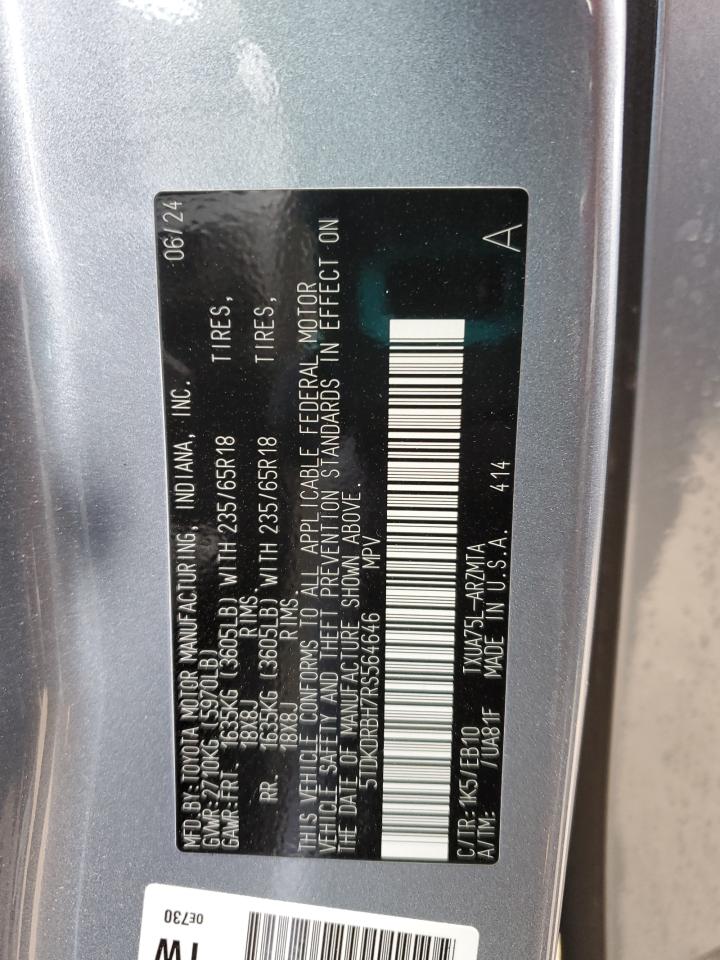 MFD.BY:TOYOTA MOTOR MANUFACTURING, INDIANA, INC. 06/24
GVWR:2710KG (5970LB)
GAWR:FRT 1635KG (3605LB) WITH 235/65R18 TIRES,
18X8J RIMS.
RR. 1635KG (3605LB) WITH 235/65R18 TIRES,
18X8J RIMS.
THIS VEHICLE CONFORMS TO ALL APPLICABLE FEDERAL MOTOR
VEHICLE SAFETY AND THEFT PREVENTION STANDARDS IN EFFECT ON
THE DATE OF MANUFACTURE SHOWN ABOVE.
5TDKDRBH7RS564646 MPV
C/TR:1K5/EB10 TXUA75L-ARZMTA
A/TM: /UA81F MADE IN U.S.A. 414 A
0E730
TW